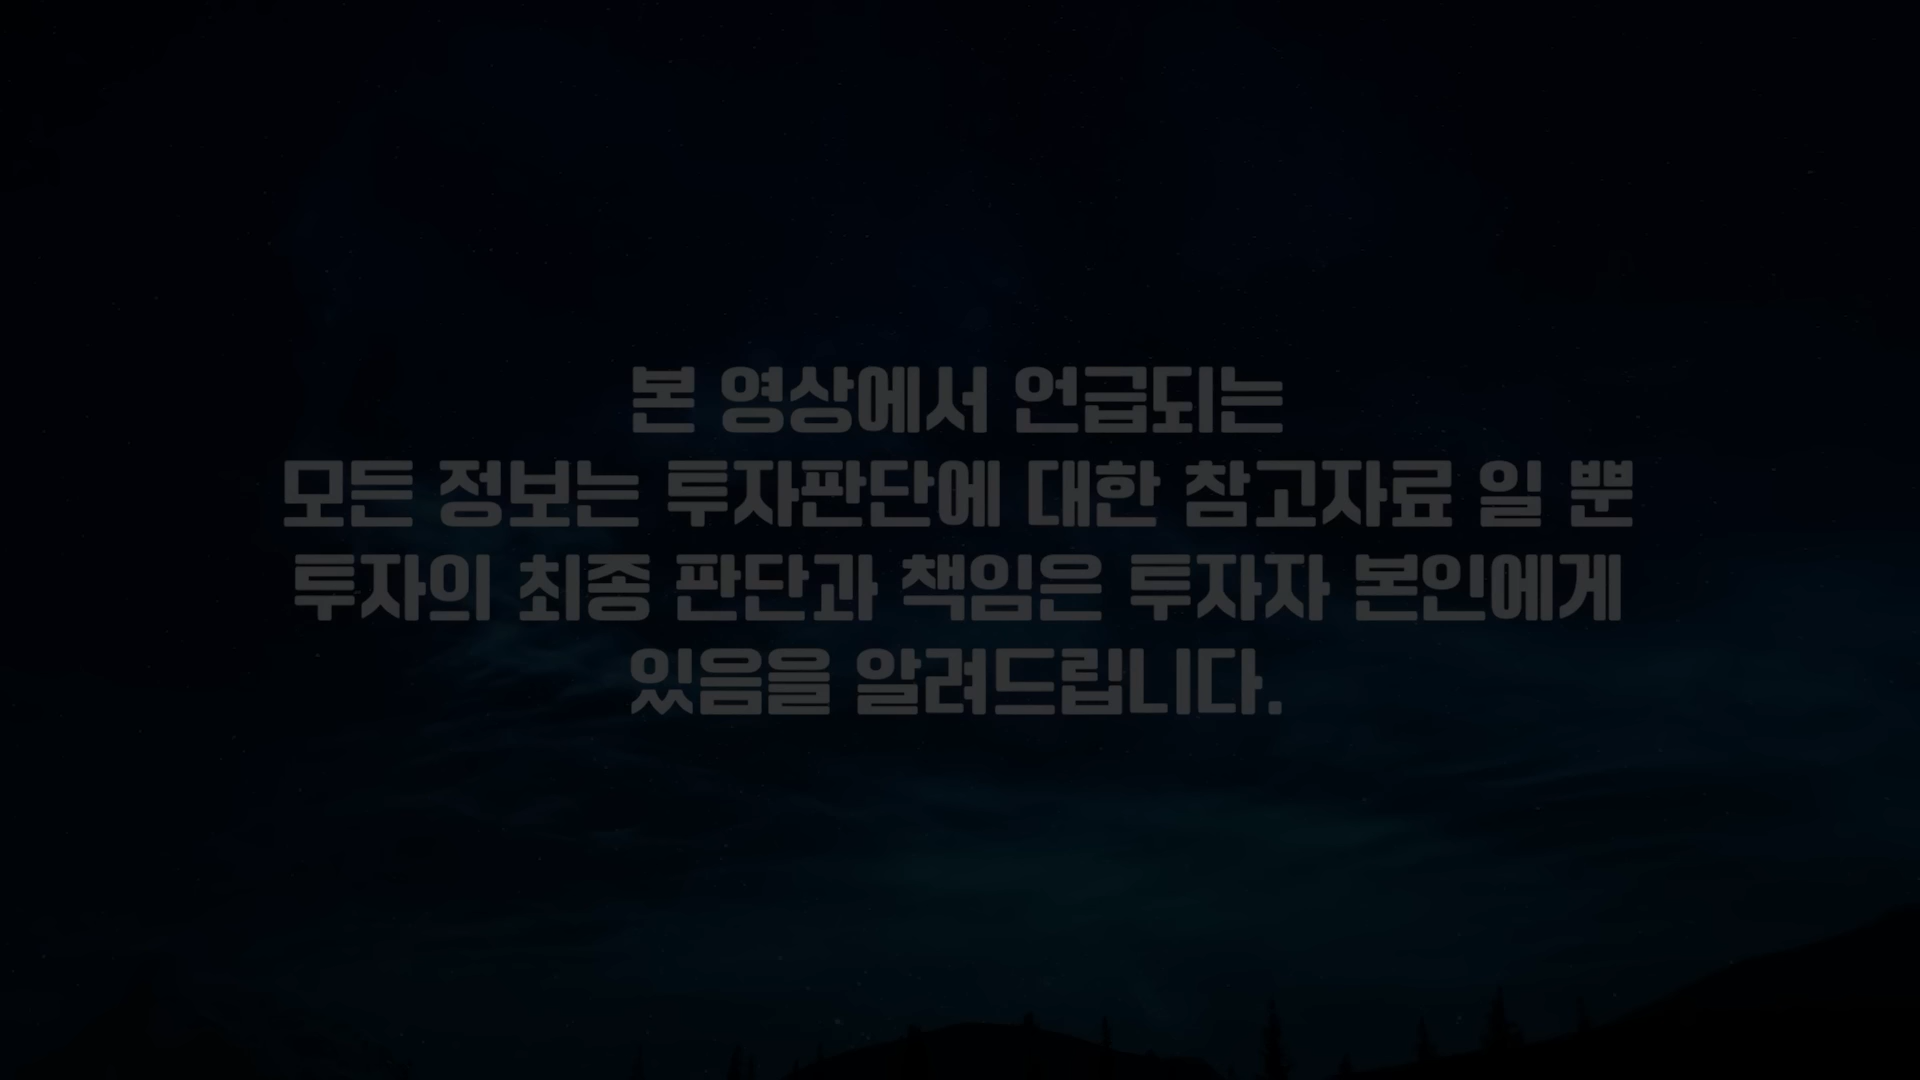 본 영상에서 언급되는
모든 정보는 투자판단에 대한 참고자료 일 뿐
투자의 최종 판단과 책임은 투자자 본인에게
있음을 알려드립니다.